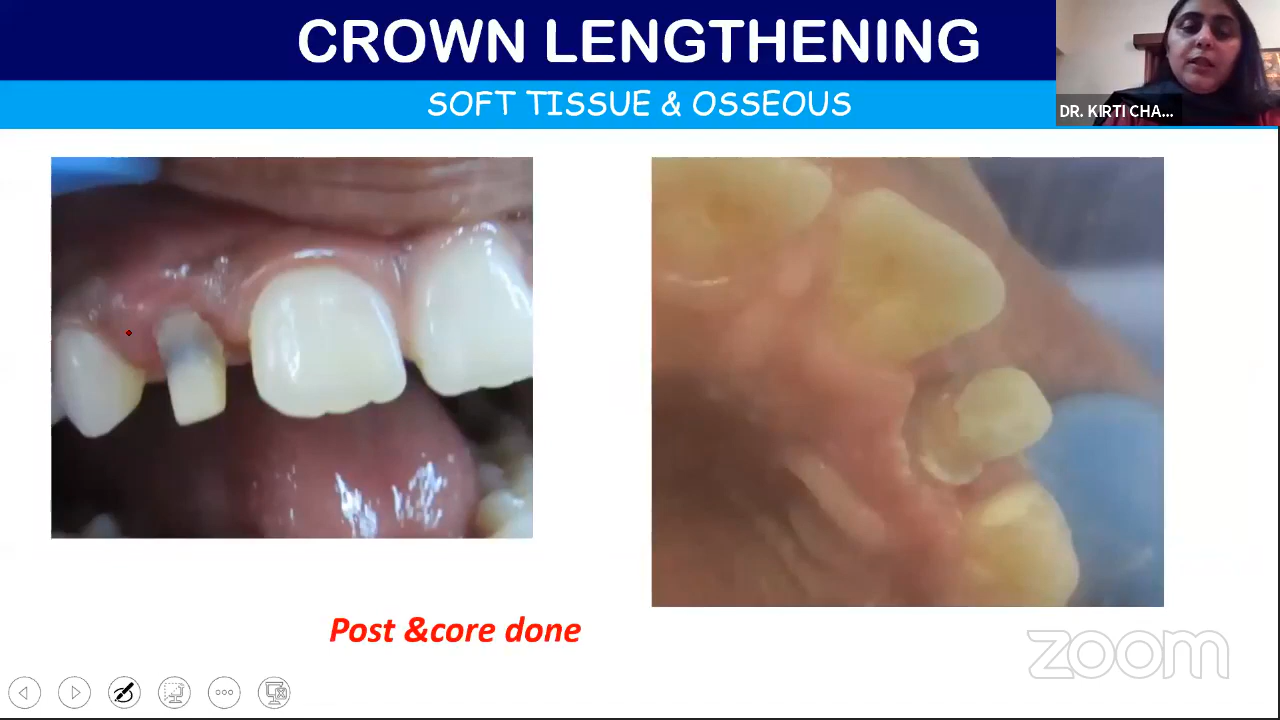 CROWN LENGTHENING
SOFT TISSUE & OSSEOUS
DR. KIRTI CHA...
Post &core done
zoom